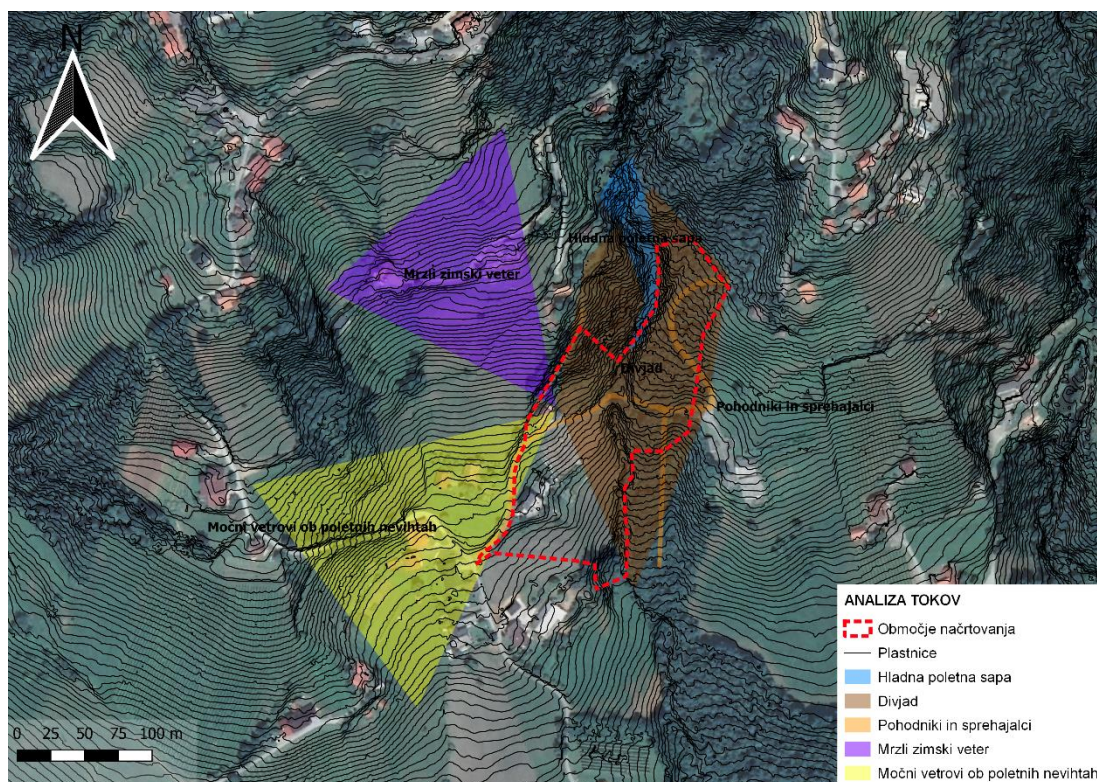 N
Hladna poletna sapa
Mrzli zimski veter
Divjad
Pohodniki in sprehajalci
Močni vetrovi ob poletnih nevihtah
0 25 50 75 100 m
ANALIZA TOKOV
Območje načrtovanja
Plastnice
Hladna poletna sapa
Divjad
Pohodniki in sprehajalci
Mrzli zimski veter
Močni vetrovi ob poletnih nevihtah